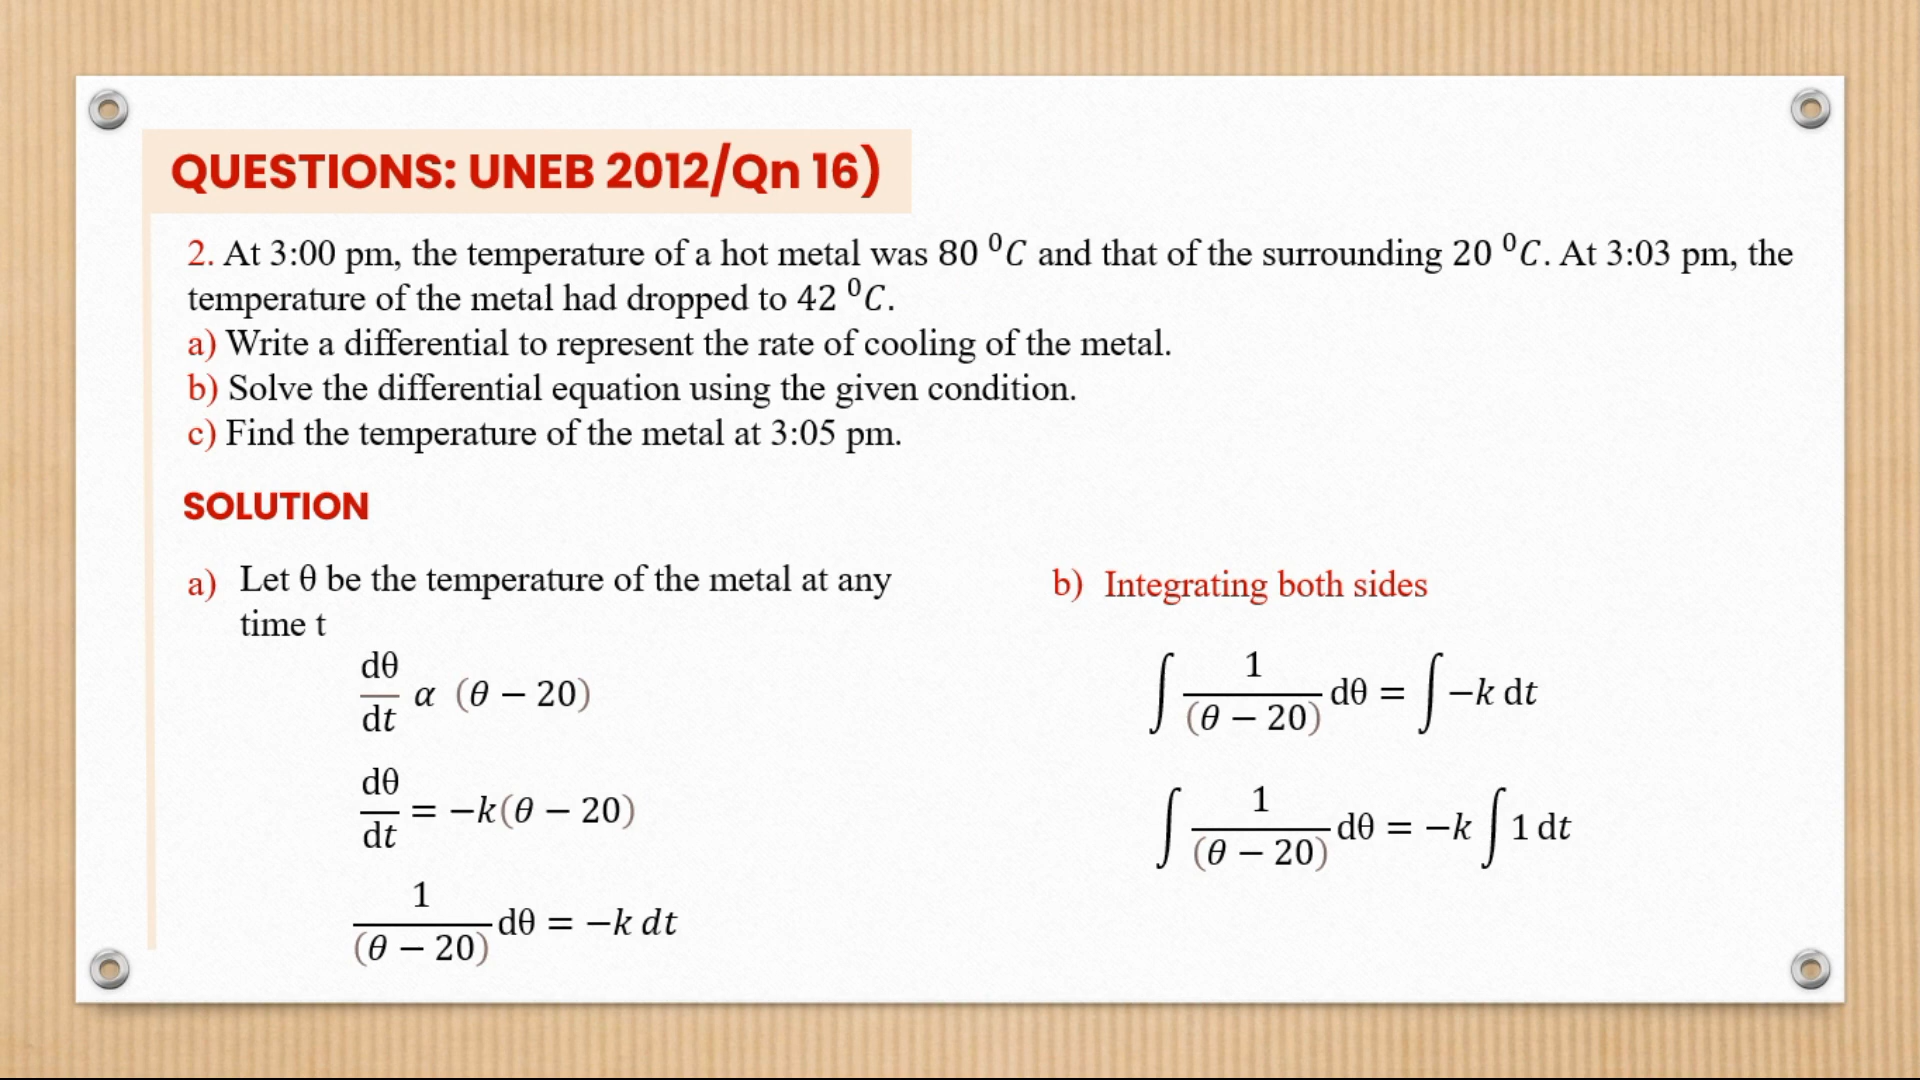 QUESTIONS: UNEB 2012/Qn 16)
2. At 3:00 pm, the temperature of a hot metal was 80 ⁰C and that of the surrounding 20 ⁰C. At 3:03 pm, the
temperature of the metal had dropped to 42 ⁰C.
a) Write a differential to represent the rate of cooling of the metal.
b) Solve the differential equation using the given condition.
c) Find the temperature of the metal at 3:05 pm.
SOLUTION
a) Let θ be the temperature of the metal at any
time t
dθ/dt α (θ − 20)
dθ/dt = −k(θ − 20)
1/(θ − 20) dθ = −k dt
b) Integrating both sides
∫ 1/(θ − 20) dθ = ∫ −k dt
∫ 1/(θ − 20) dθ = −k ∫ 1 dt